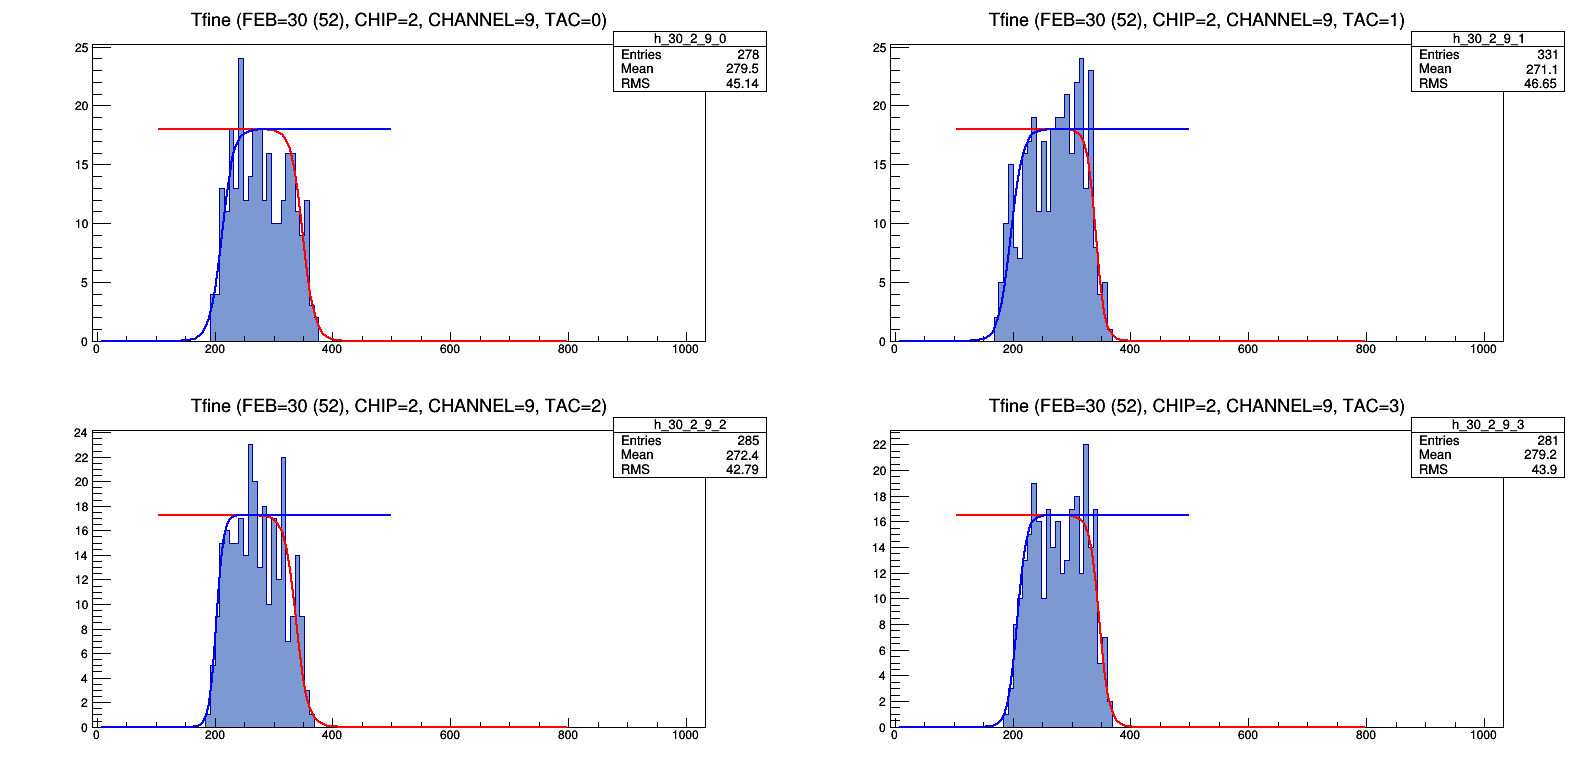 Tfine (FEB=30 (52), CHIP=2, CHANNEL=9, TAC=0)
h_30_2_9_0
Entries 278
Mean 279.5
RMS 45.14
25
20
15
10
5
0
0 200 400 600 800 1000
Tfine (FEB=30 (52), CHIP=2, CHANNEL=9, TAC=1)
h_30_2_9_1
Entries 331
Mean 271.1
RMS 46.65
25
20
15
10
5
0
0 200 400 600 800 1000
Tfine (FEB=30 (52), CHIP=2, CHANNEL=9, TAC=2)
h_30_2_9_2
Entries 285
Mean 272.4
RMS 42.79
24
22
20
18
16
14
12
10
8
6
4
2
0
0 200 400 600 800 1000
Tfine (FEB=30 (52), CHIP=2, CHANNEL=9, TAC=3)
h_30_2_9_3
Entries 281
Mean 279.2
RMS 43.9
22
20
18
16
14
12
10
8
6
4
2
0
0 200 400 600 800 1000